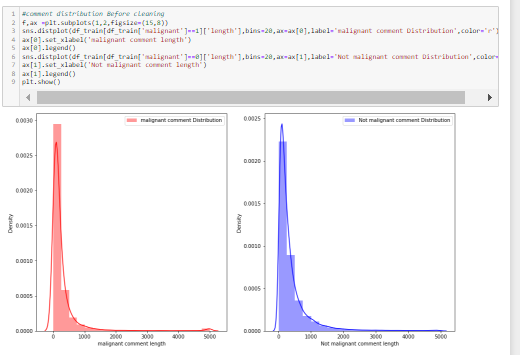 1 #comment distribution Before cleaning
2 f,ax =plt.subplots(1,2,figsize=(15,8))
3 sns.distplot(df_train[df_train['malignant']==1]['length'],bins=20,ax=ax[0],label='malignant comment Distribution',color='r')
4 ax[0].set_xlabel('malignant comment length')
5 ax[0].legend()
6 sns.distplot(df_train[df_train['malignant']==0]['length'],bins=20,ax=ax[1],label='Not malignant comment Distribution',color=
7 ax[1].set_xlabel('Not malignant comment length')
8 ax[1].legend()
9 plt.show()
malignant comment Distribution
0.0030
0.0025
0.0020
0.0015
0.0010
0.0005
0.0000
Density
0 1000 2000 3000 4000 5000
malignant comment length
Not malignant comment Distribution
0.0025
0.0020
0.0015
0.0010
0.0005
0.0000
Density
0 1000 2000 3000 4000 5000
Not malignant comment length